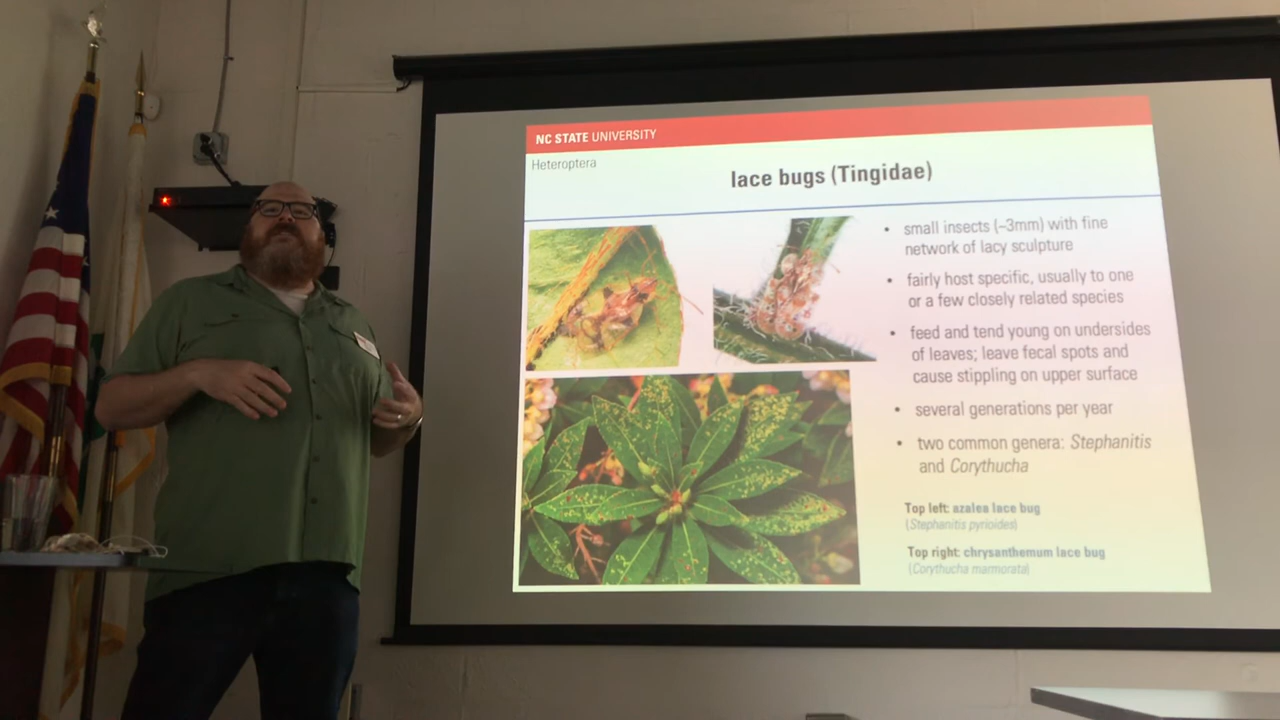 NC STATE UNIVERSITY
Heteroptera
lace bugs (Tingidae)
• small insects (~3mm) with fine
network of lacy sculpture
• fairly host specific, usually to one
or a few closely related species
• feed and tend young on undersides
of leaves; leave fecal spots and
cause stippling on upper surface
• several generations per year
• two common genera: Stephanitis
and Corythucha
Top left: azalea lace bug
(Stephanitis pyrioides)
Top right: chrysanthemum lace bug
(Corythucha marmorata)